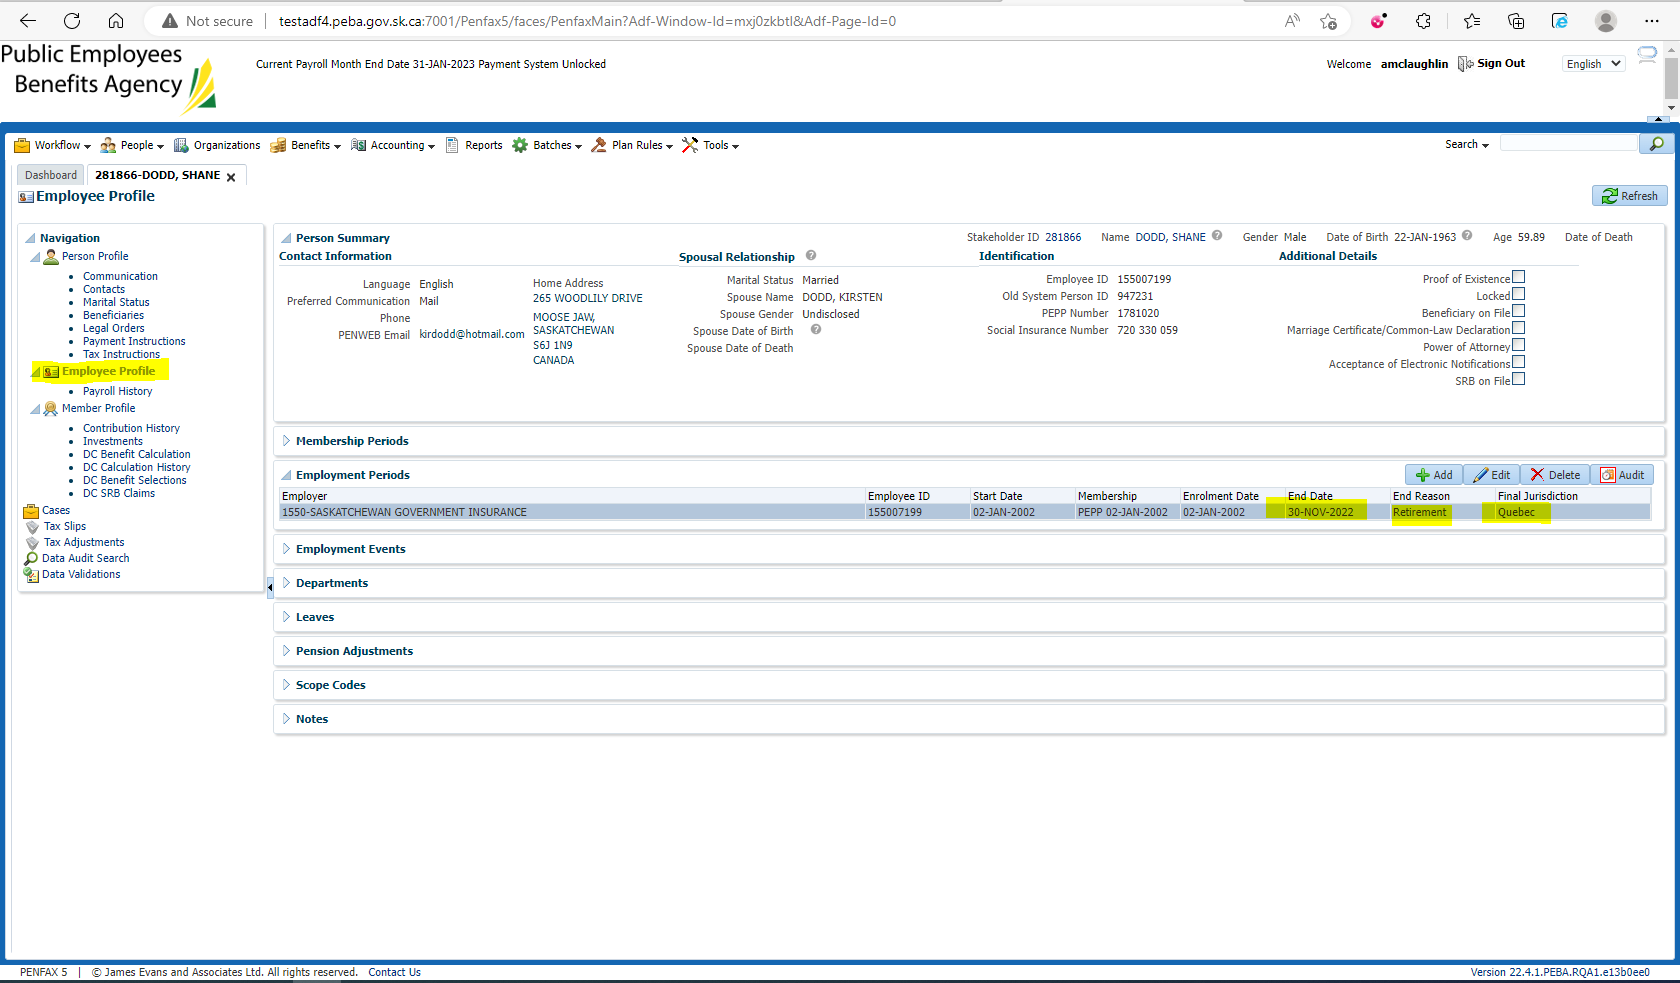 Not secure | testadf4.peba.gov.sk.ca:7001/Penfax5/faces/PenfaxMain?Adf-Window-Id=mxj0zkbtl&Adf-Page-Id=0
Public Employees
Benefits Agency
Current Payroll Month End Date 31-JAN-2023 Payment System Unlocked
Welcome amclaughlin Sign Out English
Workflow People Organizations Benefits Accounting Reports Batches Plan Rules Tools Search
Dashboard 281866-DODD, SHANE
Employee Profile
Refresh
Navigation
Person Profile
Communication
Contacts
Marital Status
Beneficiaries
Legal Orders
Payment Instructions
Tax Instructions
Employee Profile
Payroll History
Member Profile
Contribution History
Investments
DC Benefit Calculation
DC Calculation History
DC Benefit Selections
DC SRB Claims
Cases
Tax Slips
Tax Adjustments
Data Audit Search
Data Validations
Person Summary
Stakeholder ID 281866 Name DODD, SHANE Gender Male Date of Birth 22-JAN-1963 Age 59.89 Date of Death
Contact Information
Language English
Preferred Communication Mail
Phone
PENWEB Email kirdodd@hotmail.com
Home Address
265 WOODLILY DRIVE
MOOSE JAW,
SASKATCHEWAN
S6J 1N9
CANADA
Spousal Relationship
Marital Status Married
Spouse Name DODD, KIRSTEN
Spouse Gender Undisclosed
Spouse Date of Birth
Spouse Date of Death
Identification
Employee ID 155007199
Old System Person ID 947231
PEPP Number 1781020
Social Insurance Number 720 330 059
Additional Details
Proof of Existence
Locked
Beneficiary on File
Marriage Certificate/Common-Law Declaration
Power of Attorney
Acceptance of Electronic Notifications
SRB on File
Membership Periods
Employment Periods
Add Edit Delete Audit
Employer Employee ID Start Date Membership Enrolment Date End Date End Reason Final Jurisdiction
1550-SASKATCHEWAN GOVERNMENT INSURANCE 155007199 02-JAN-2002 PEPP 02-JAN-2002 02-JAN-2002 30-NOV-2022 Retirement Quebec
Employment Events
Departments
Leaves
Pension Adjustments
Scope Codes
Notes
PENFAX 5 | © James Evans and Associates Ltd. All rights reserved. Contact Us
Version 22.4.1.PEBA.RQA1.e13b0ee0